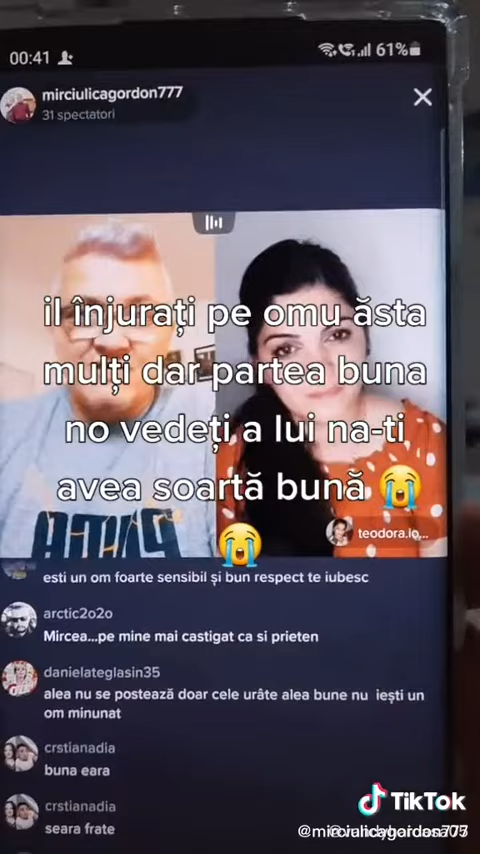 00:41
61%
mirciulicagordon777
31 spectatori
il înjurați pe omu ăsta
mulți dar partea buna
no vedeți a lui na-ti
avea soartă bună 😭
😭
teodora.io...
esti un om foarte sensibil și bun respect te iubesc
arctic2o2o
Mircea...pe mine mai castigat ca si prieten
danielateglasin35
alea nu se postează doar cele urâte alea bune nu iești un
om minunat
crstianadia
buna eara
crstianadia
seara frate
TikTok